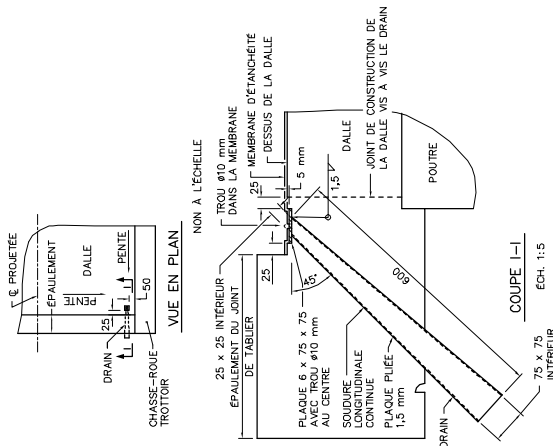 ℄ PROJETÉE
ÉPAULEMENT
DALLE
PENTE
PENTE
25
50
DRAIN
CHASSE-ROUE
TROTTOIR
VUE EN PLAN
NON À L'ÉCHELLE
TROU ø10 mm
DANS LA MEMBRANE
MEMBRANE D'ÉTANCHÉITÉ
DESSUS DE LA DALLE
25
5 mm
DALLE
1,5
JOINT DE CONSTRUCTION DE
LA DALLE VIS À VIS LE DRAIN
POUTRE
25 x 25 INTÉRIEUR
ÉPAULEMENT DU JOINT
DE TABLIER
25
45°
PLAQUE 6 x 75 x 75
AVEC TROU ø10 mm
AU CENTRE
SOUDURE
LONGITUDINALE
CONTINUE
PLAQUE PLIÉE
1,5 mm
600
DRAIN
75 x 75
INTÉRIEUR
COUPE I-I
ÉCH. 1:5